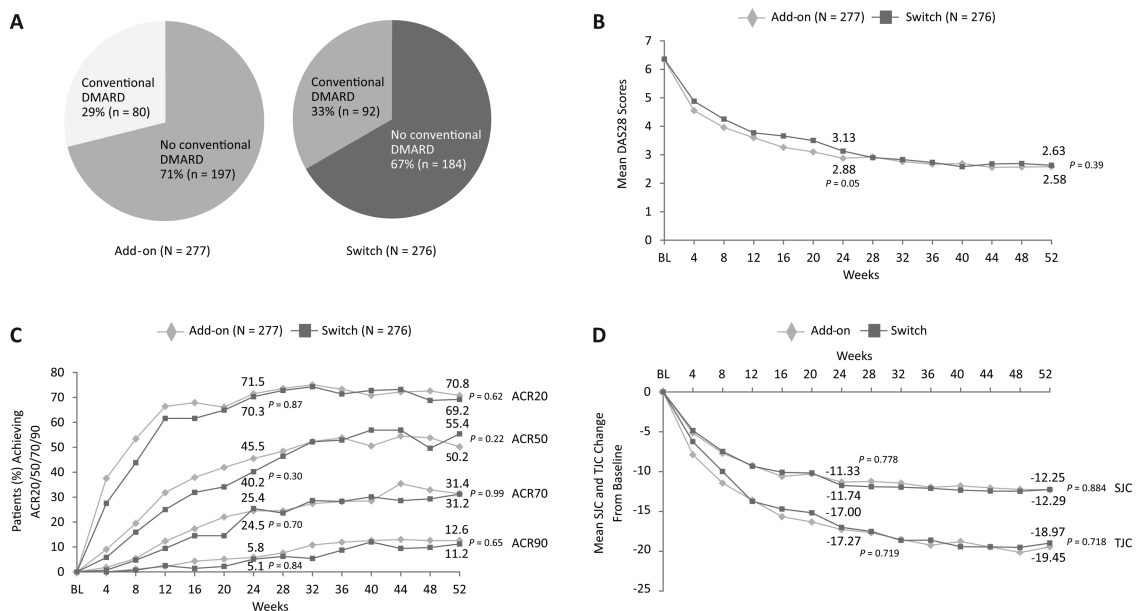 A
Conventional
DMARD
29% (n = 80)
No conventional
DMARD
71% (n = 197)
Add-on (N = 277)
Conventional
DMARD
33% (n = 92)
No conventional
DMARD
67% (n = 184)
Switch (N = 276)
B
Add-on (N = 277) Switch (N = 276)
Mean DAS28 Scores
7
6
5
4
3
2
1
0
3.13
2.88
P = 0.05
2.63
P = 0.39
2.58
BL 4 8 12 16 20 24 28 32 36 40 44 48 52
Weeks
C
Add-on (N = 277) Switch (N = 276)
Patients (%) Achieving
ACR20/50/70/90
80
70
60
50
40
30
20
10
0
71.5
P = 0.87
70.3
70.8
P = 0.62 ACR20
69.2
45.5
P = 0.30
40.2
55.4
P = 0.22 ACR50
50.2
25.4
24.5 P = 0.70
31.4
P = 0.99 ACR70
31.2
5.8
5.1 P = 0.84
12.6
P = 0.65 ACR90
11.2
BL 4 8 12 16 20 24 28 32 36 40 44 48 52
Weeks
D
Add-on Switch
Weeks
BL 4 8 12 16 20 24 28 32 36 40 44 48 52
Mean SJC and TJC Change
From Baseline
0
-5
-10
-15
-20
-25
P = 0.778
-11.33
-11.74
-12.25
P = 0.884 SJC
-12.29
-17.00
-17.27 P = 0.719
-18.97
P = 0.718 TJC
-19.45